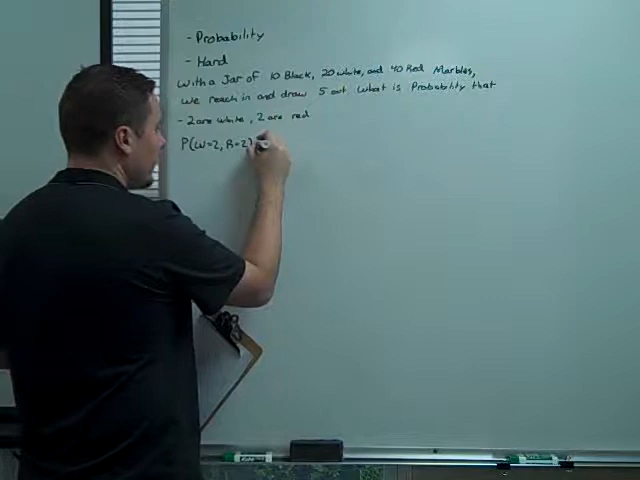 - Probability
- Hard
With a Jar of 10 Black, 20 white, and 40 Red Marbles,
we reach in and draw 5 out what is Probability that
- 2 are white, 2 are red
P(W=2, R=2)